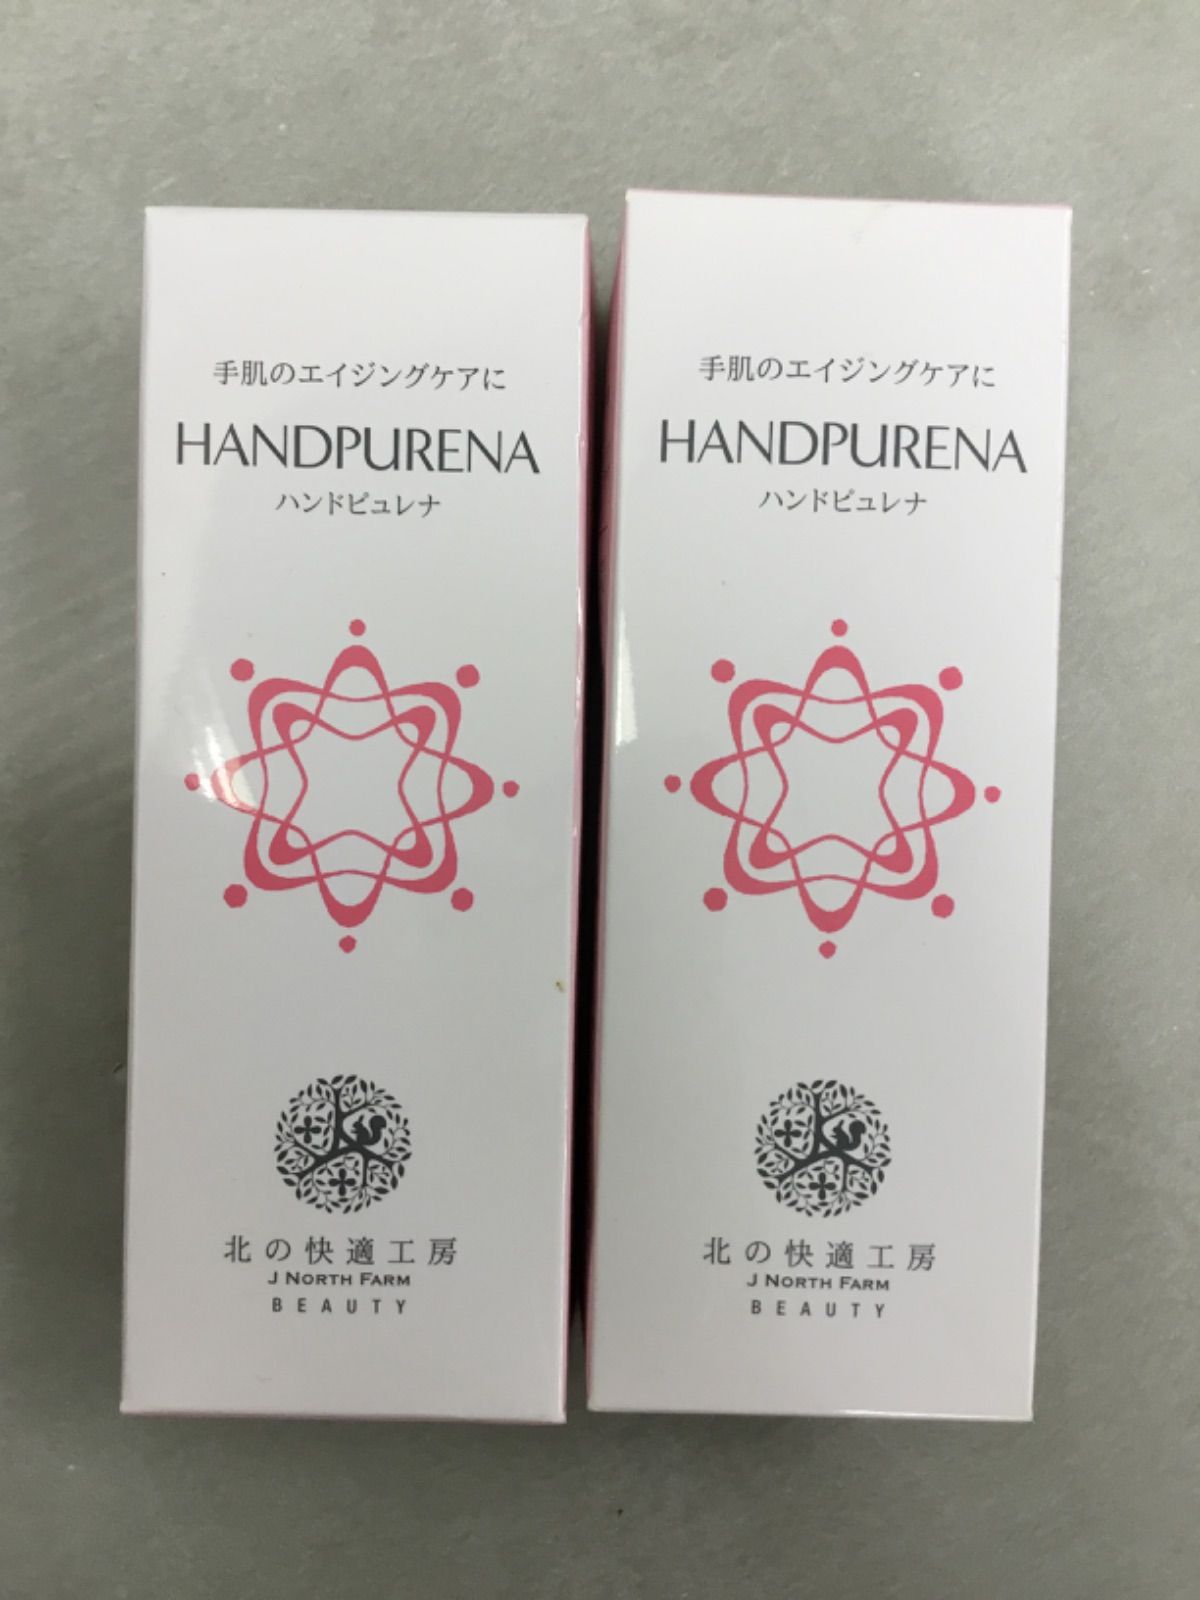 手肌のエイジングケアに
HANDPURENA
ハンドピュレナ
北の快適工房
J NORTH FARM
BEAUTY
手肌のエイジングケアに
HANDPURENA
ハンドピュレナ
北の快適工房
J NORTH FARM
BEAUTY